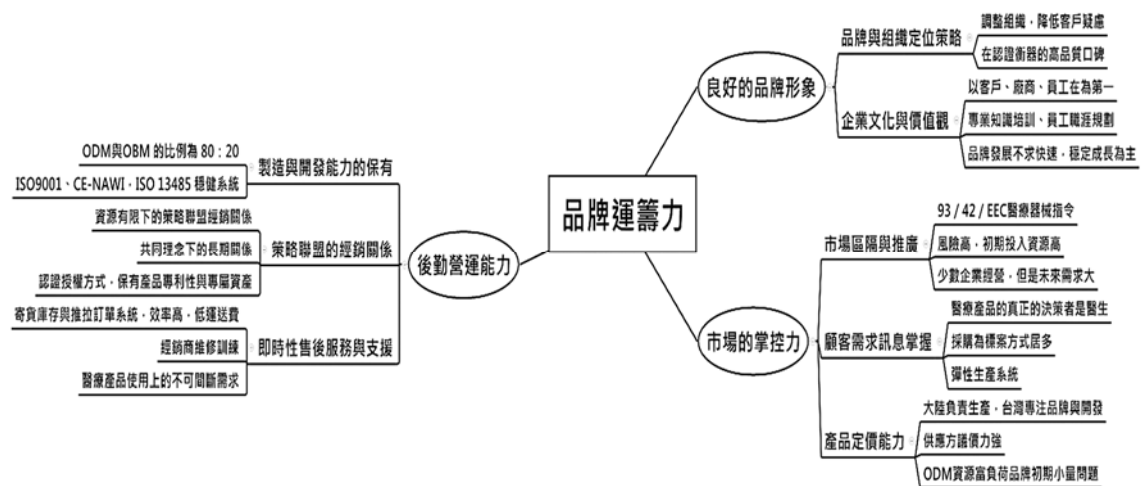 品牌運籌力
良好的品牌形象
品牌與組織定位策略
調整組織，降低客戶疑慮
在認證衡器的高品質口碑
企業文化與價值觀
以客戶、廠商、員工在為第一
專業知識培訓、員工職涯規劃
品牌發展不求快速，穩定成長為主
市場的掌控力
市場區隔與推廣
93 / 42 / EEC醫療器械指令
風險高，初期投入資源高
少數企業經營，但是未來需求大
顧客需求訊息掌握
醫療產品的真正的決策者是醫生
採購為標案方式居多
彈性生產系統
產品定價能力
大陸負責生產，台灣專注品牌與開發
供應方議價力強
ODM資源富負荷品牌初期小量問題
後勤營運能力
製造與開發能力的保有
ODM與OBM 的比例為 80：20
ISO9001、CE-NAWI，ISO 13485 穩健系統
策略聯盟的經銷關係
資源有限下的策略聯盟經銷關係
共同理念下的長期關係
認證授權方式，保有產品專利性與專屬資產
即時性售後服務與支援
寄貨庫存與推拉訂單系統，效率高，低運送費
經銷商維修訓練
醫療產品使用上的不可間斷需求